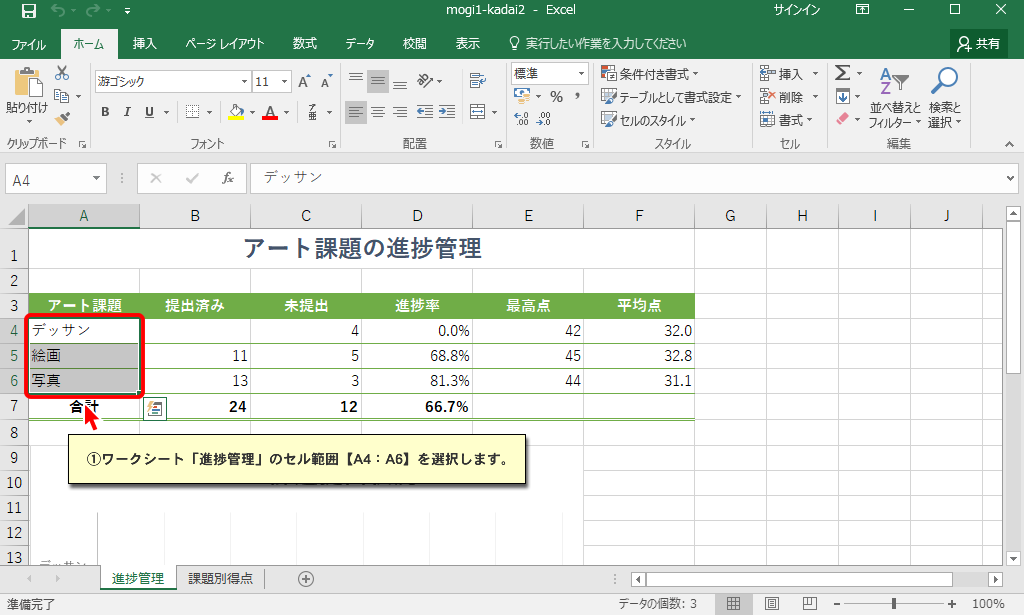 mogi1-kadai2 - Excel
サインイン
ファイル ホーム 挿入 ページ レイアウト 数式 データ 校閲 表示 実行したい作業を入力してください 共有
貼り付け
クリップボード
游ゴシック 11
B I U
フォント
配置
標準
%
数値
条件付き書式
テーブルとして書式設定
セルのスタイル
スタイル
挿入
削除
書式
セル
並べ替えと
フィルター
検索と
選択
編集
A4 fx デッサン
A B C D E F G H I J
1 アート課題の進捗管理
2
3 アート課題 提出済み 未提出 進捗率 最高点 平均点
4 デッサン 4 0.0% 42 32.0
5 絵画 11 5 68.8% 45 32.8
6 写真 13 3 81.3% 44 31.1
7 合計 24 12 66.7%
8
①ワークシート「進捗管理」のセル範囲【A4：A6】を選択します。
9
10
11
12
13
デッサン
進捗管理 課題別得点
準備完了 データの個数: 3 100%